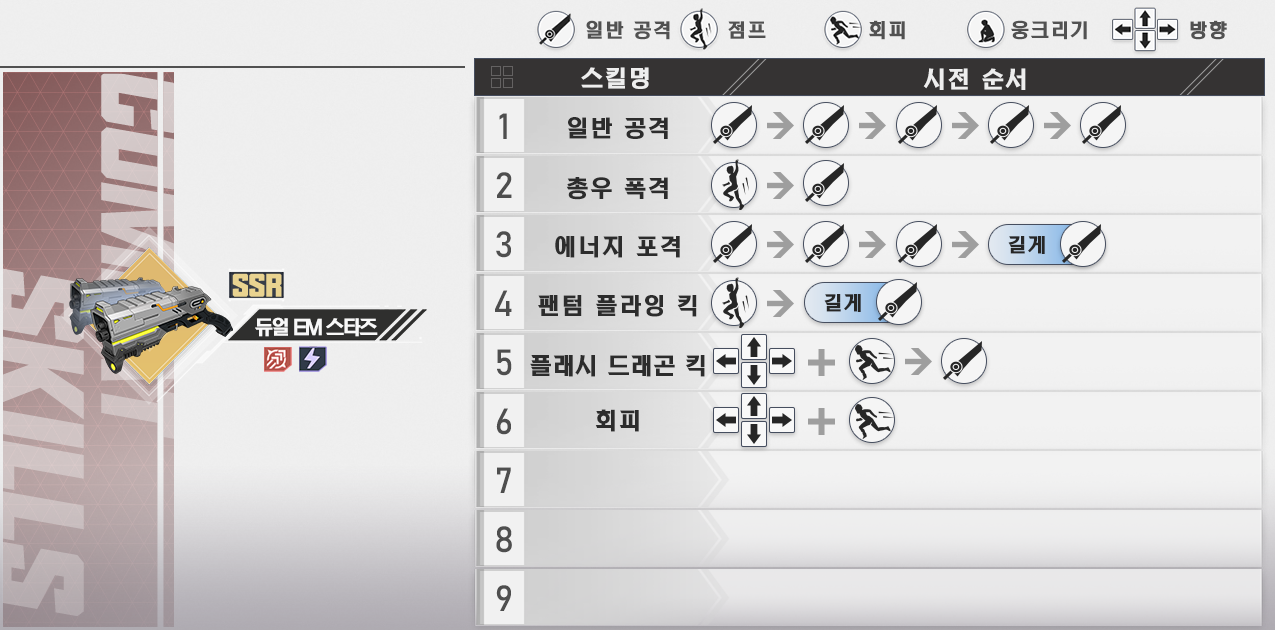 일반 공격 점프 회피 웅크리기 방향
스킬명 시전 순서
1 일반 공격
2 총우 폭격
3 에너지 포격 길게
4 팬텀 플라잉 킥 길게
5 플래시 드래곤 킥
6 회피
7
8
9
COMBAT
SKILLS
SSR
듀얼 EM 스타즈